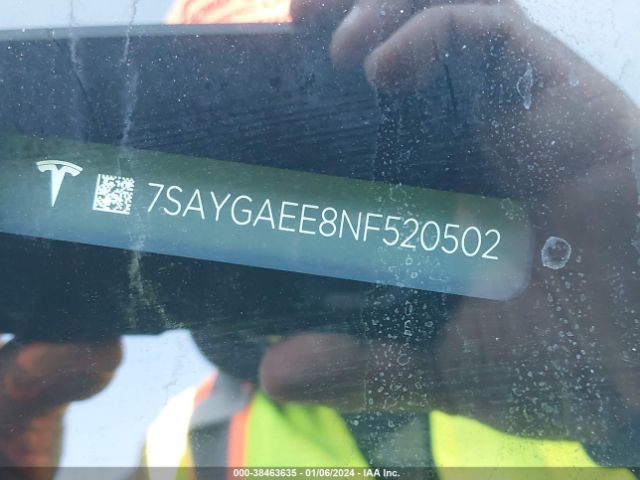 7SAYGAEE8NF520502
000-38463635 - 01/06/2024 - IAA Inc.